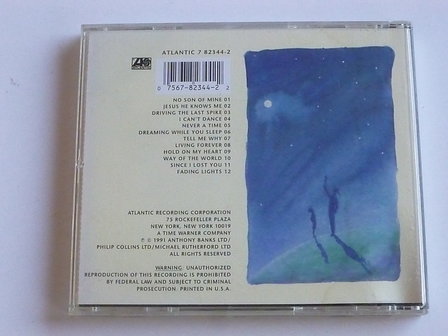 ATLANTIC 7 82344-2
0 7567-82344-2 2
NO SON OF MINE 01
JESUS HE KNOWS ME 02
DRIVING THE LAST SPIKE 03
I CAN'T DANCE 04
NEVER A TIME 05
DREAMING WHILE YOU SLEEP 06
TELL ME WHY 07
LIVING FOREVER 08
HOLD ON MY HEART 09
WAY OF THE WORLD 10
SINCE I LOST YOU 11
FADING LIGHTS 12
ATLANTIC RECORDING CORPORATION
75 ROCKEFELLER PLAZA
NEW YORK, NEW YORK 10019
A TIME WARNER COMPANY
℗ © 1991 ANTHONY BANKS LTD/
PHILIP COLLINS LTD/MICHAEL RUTHERFORD LTD
ALL RIGHTS RESERVED
WARNING: UNAUTHORIZED
REPRODUCTION OF THIS RECORDING IS PROHIBITED
BY FEDERAL LAW AND SUBJECT TO CRIMINAL
PROSECUTION. PRINTED IN U.S.A.